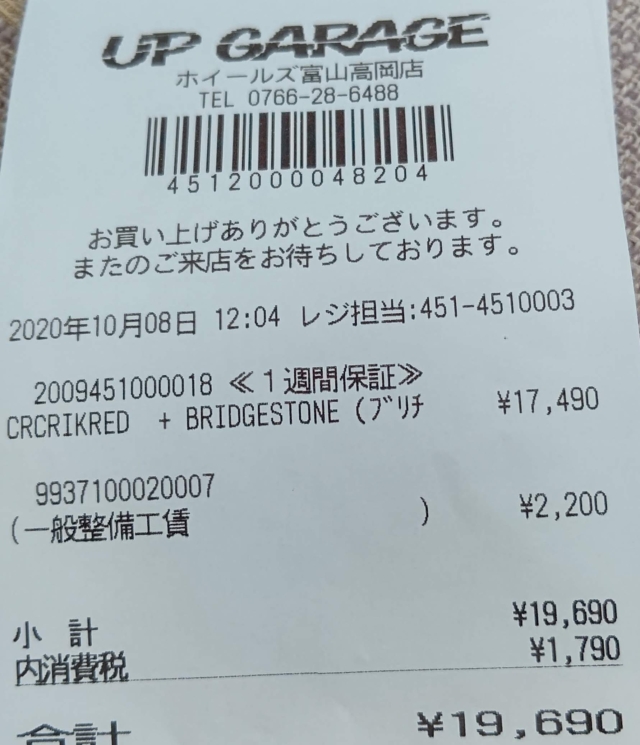 UP GARAGE
ホイールズ富山高岡店
TEL 0766-28-6488
4512000048204
お買い上げありがとうございます。
またのご来店をお待ちしております。
2020年10月08日 12:04 レジ担当:451-4510003
2009451000018 ≪1週間保証≫
CRCRIKRED + BRIDGESTONE (ﾌﾞﾘﾁ ¥17,490
9937100020007
(一般整備工賃 ) ¥2,200
小 計 ¥19,690
内消費税 ¥1,790
合計 ¥19,690